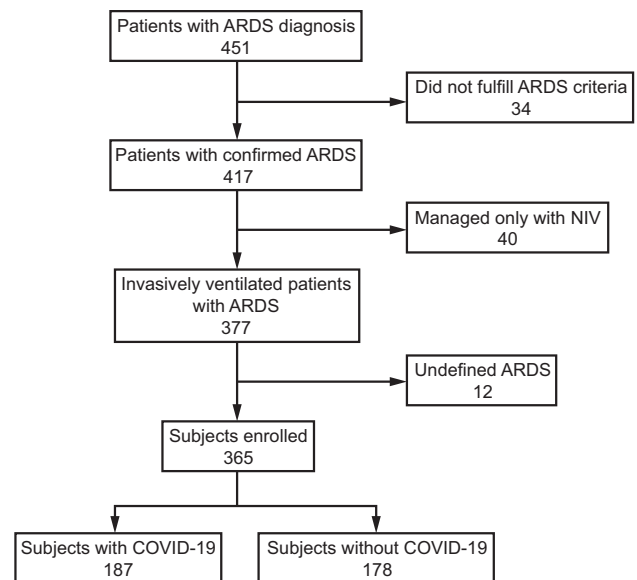 Patients with ARDS diagnosis
451
Did not fulfill ARDS criteria
34
Patients with confirmed ARDS
417
Managed only with NIV
40
Invasively ventilated patients
with ARDS
377
Undefined ARDS
12
Subjects enrolled
365
Subjects with COVID-19
187
Subjects without COVID-19
178